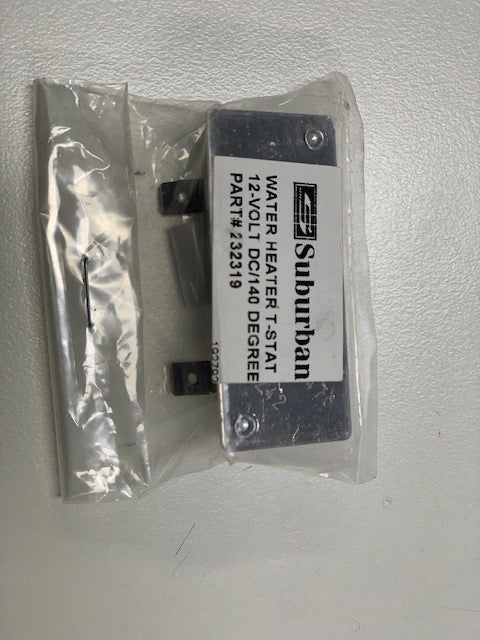 Suburban
WATER HEATER T-STAT
12-VOLT DC/140 DEGREE
PART# 232319